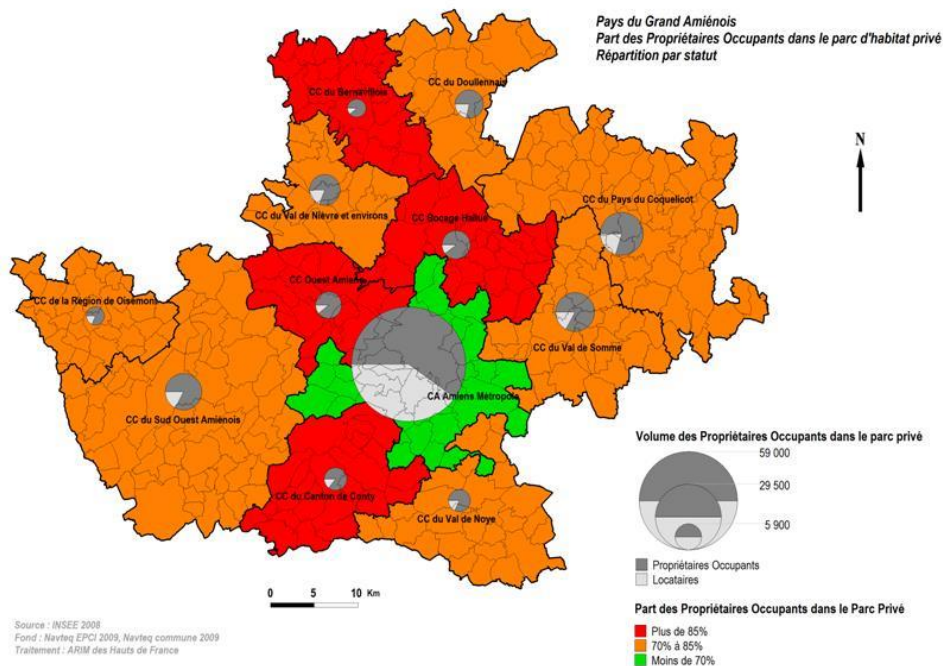 Pays du Grand Amiénois
Part des Propriétaires Occupants dans le parc d'habitat privé
Répartition par statut
CC du Bernavillois
CC du Doullennais
N
CC du Val de Nièvre et environs
CC du Pays du Coquelicot
CC Bocage Hallue
CC Ouest Amiens
CC de la Région de Oisemont
CC du Val de Somme
CC du Sud Ouest Amiénois
CA Amiens Métropole
CC du Canton de Conty
CC du Val de Noye
Volume des Propriétaires Occupants dans le parc privé
59 000
29 500
5 900
Propriétaires Occupants
Locataires
0 5 10 Km
Part des Propriétaires Occupants dans le Parc Privé
Plus de 85%
70% à 85%
Moins de 70%
Source : INSEE 2008
Fond : Navteq EPCI 2009, Navteq commune 2009
Traitement : ARIM des Hauts de France